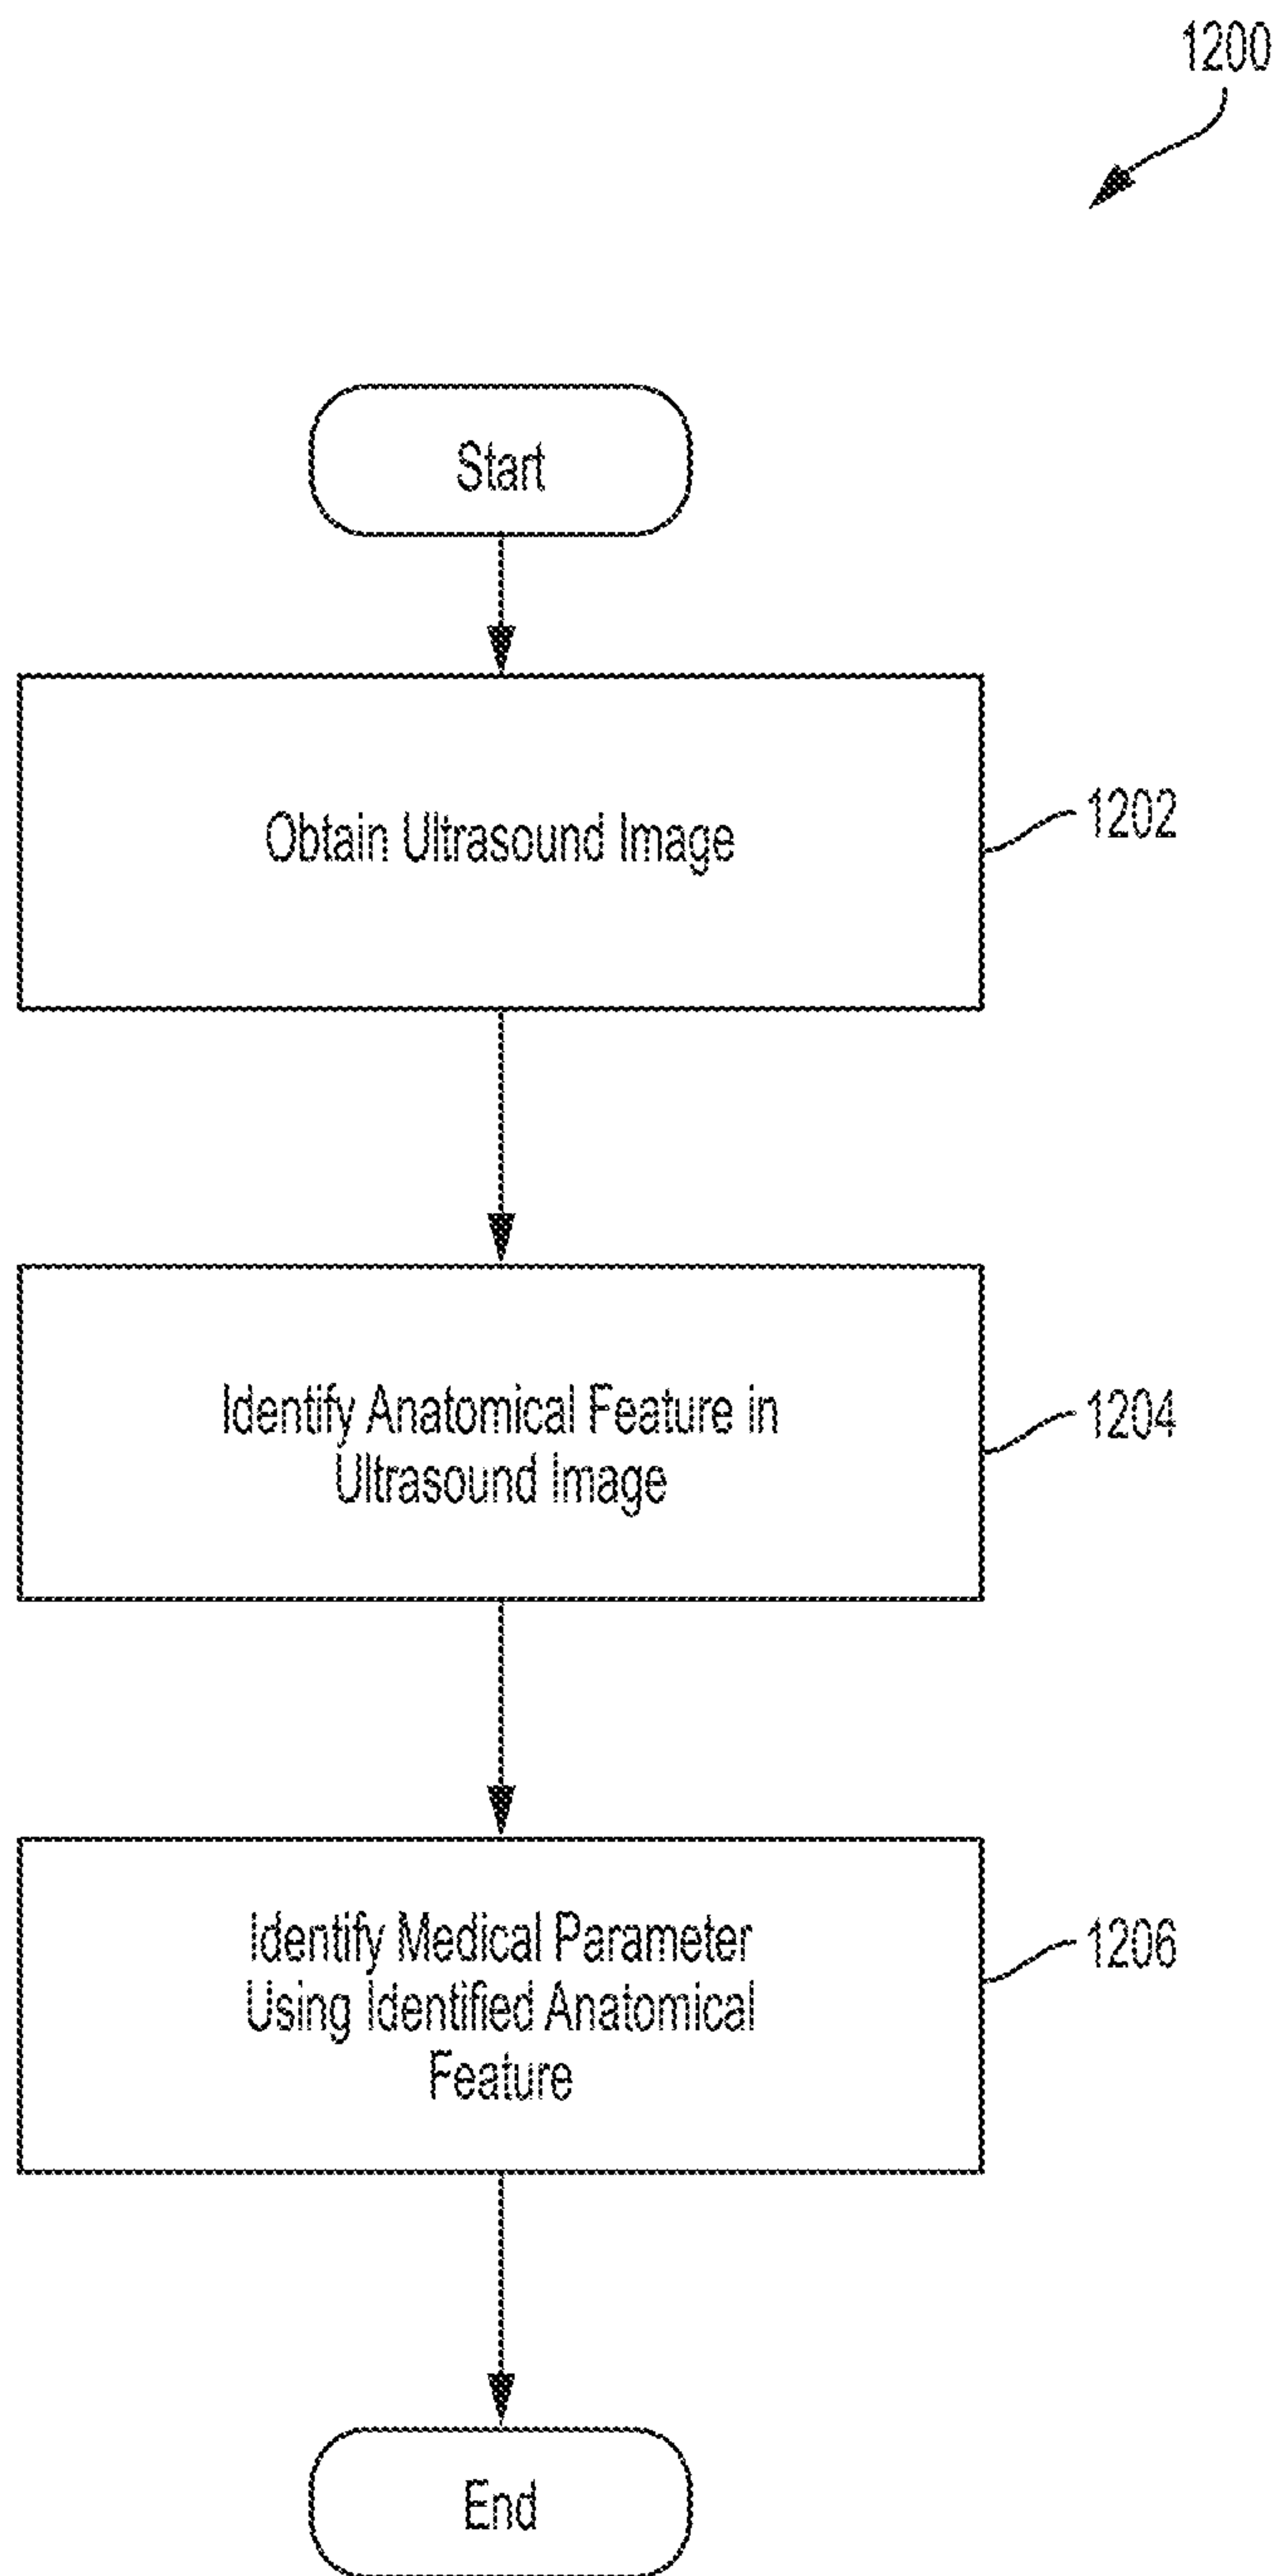 1200
Start
Obtain Ultrasound Image
1202
Identify Anatomical Feature in
Ultrasound Image
1204
Identify Medical Parameter
Using Identified Anatomical
Feature
1206
End